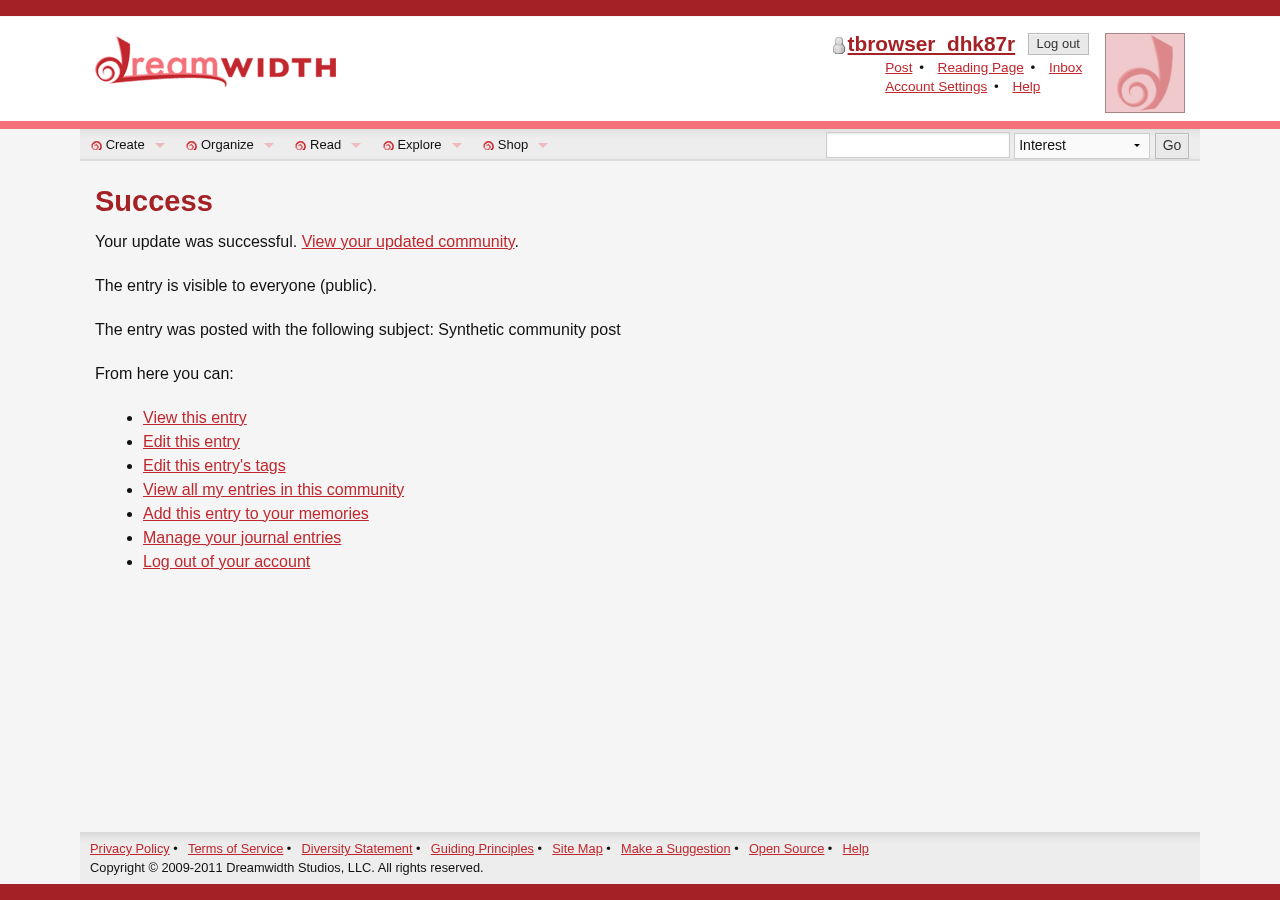 dreamWIDTH
tbrowser_dhk87r Log out
Post • Reading Page • Inbox
Account Settings • Help
Create Organize Read Explore Shop Interest Go
Success
Your update was successful. View your updated community.
The entry is visible to everyone (public).
The entry was posted with the following subject: Synthetic community post
From here you can:
• View this entry
• Edit this entry
• Edit this entry's tags
• View all my entries in this community
• Add this entry to your memories
• Manage your journal entries
• Log out of your account
Privacy Policy • Terms of Service • Diversity Statement • Guiding Principles • Site Map • Make a Suggestion • Open Source • Help
Copyright © 2009-2011 Dreamwidth Studios, LLC. All rights reserved.